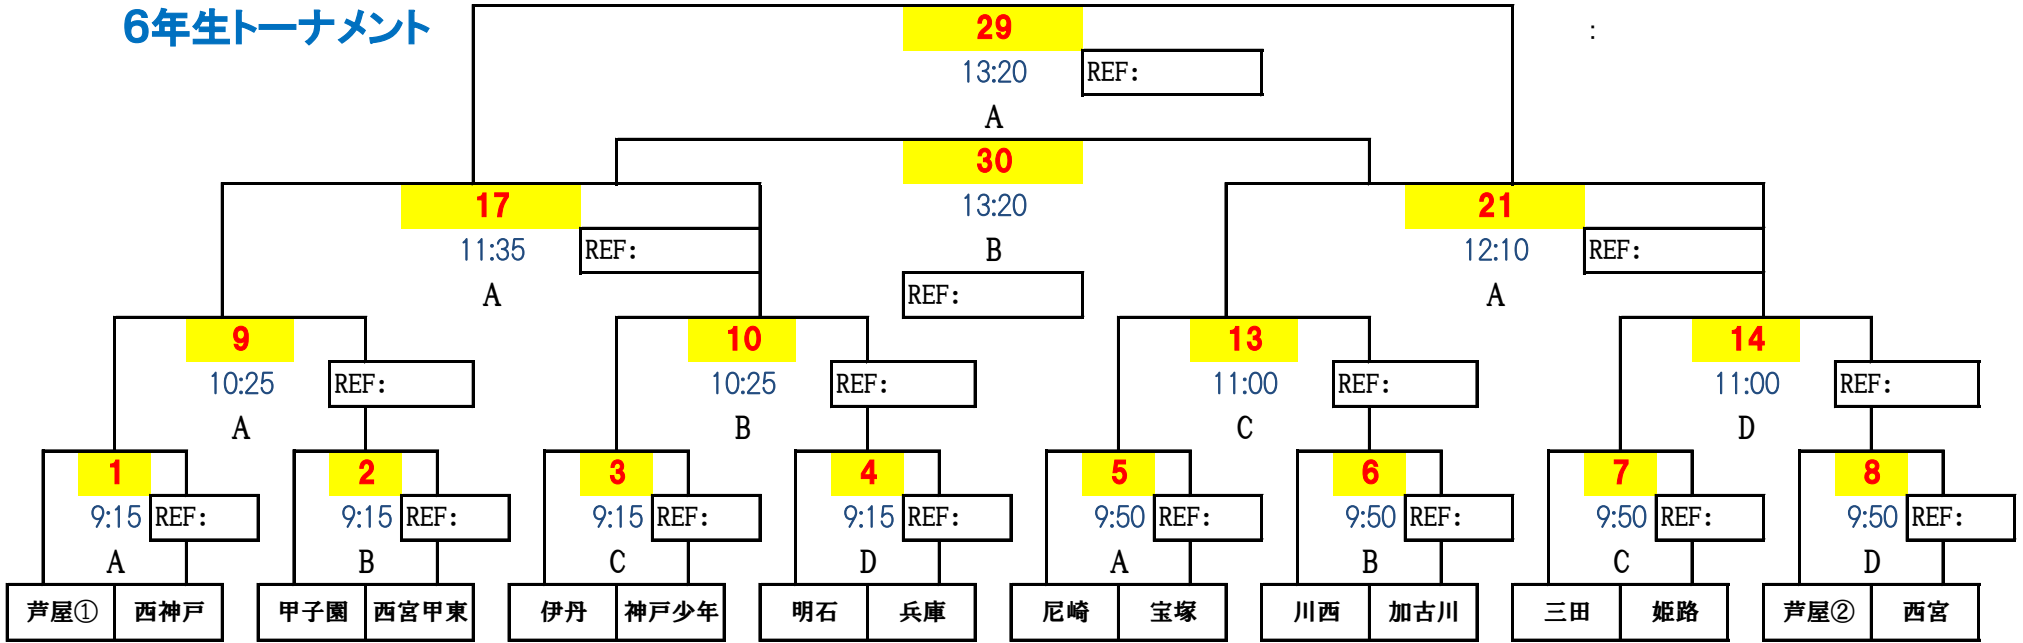 6年生トーナメント
29
:
13:20
REF:
A
30
17
13:20
21
11:35
REF:
B
12:10
REF:
A
REF:
A
9
10
13
14
10:25
REF:
10:25
REF:
11:00
REF:
11:00
REF:
A
B
C
D
1
2
3
4
5
6
7
8
9:15
REF:
9:15
REF:
9:15
REF:
9:15
REF:
9:50
REF:
9:50
REF:
9:50
REF:
9:50
REF:
A
B
C
D
A
B
C
D
芦屋①
西神戸
甲子園
西宮甲東
伊丹
神戸少年
明石
兵庫
尼崎
宝塚
川西
加古川
三田
姫路
芦屋②
西宮